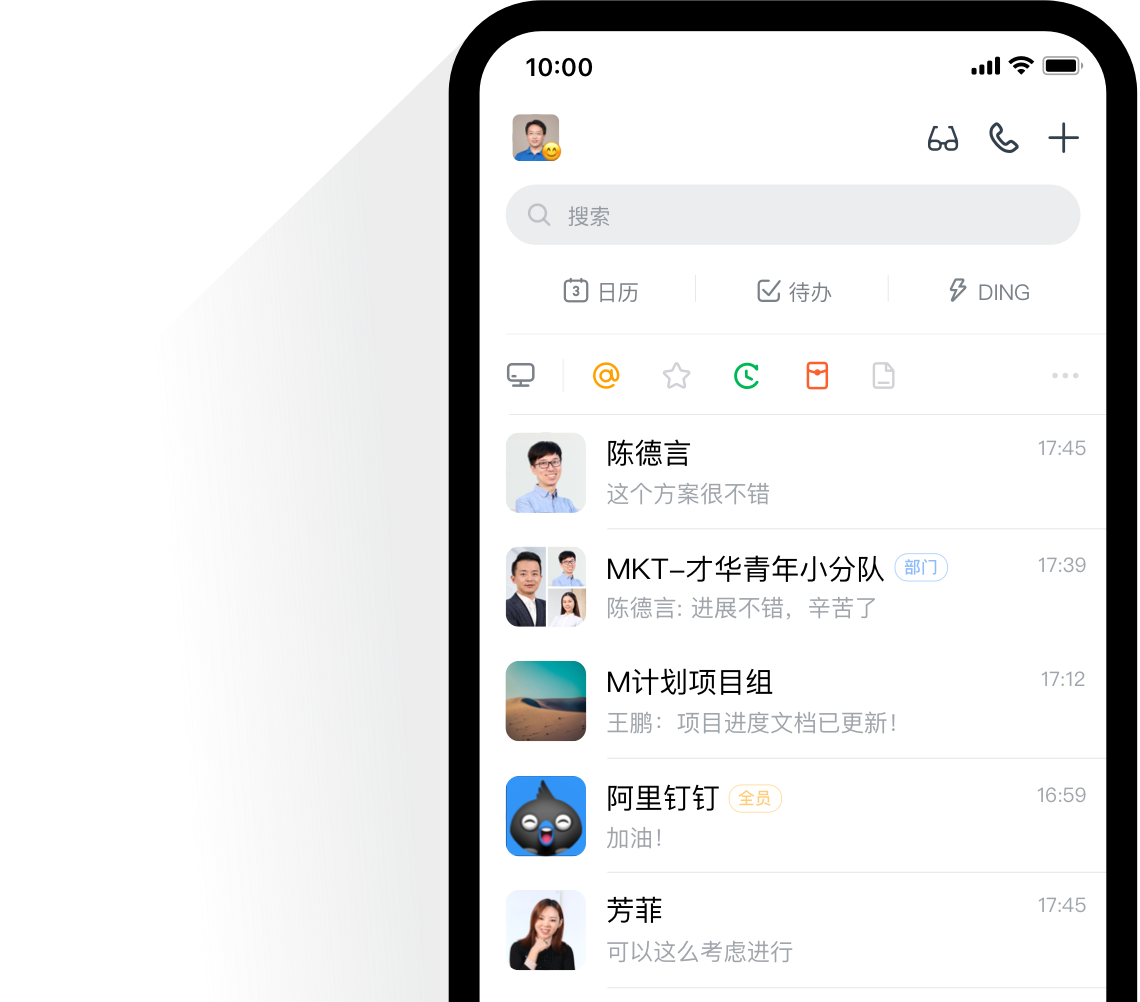 10:00
搜索
3 日历 待办 DING
陈德言 17:45
这个方案很不错
MKT–才华青年小分队 部门 17:39
陈德言: 进展不错，辛苦了
M计划项目组 17:12
王鹏：项目进度文档已更新！
阿里钉钉 全员 16:59
加油！
芳菲 17:45
可以这么考虑进行